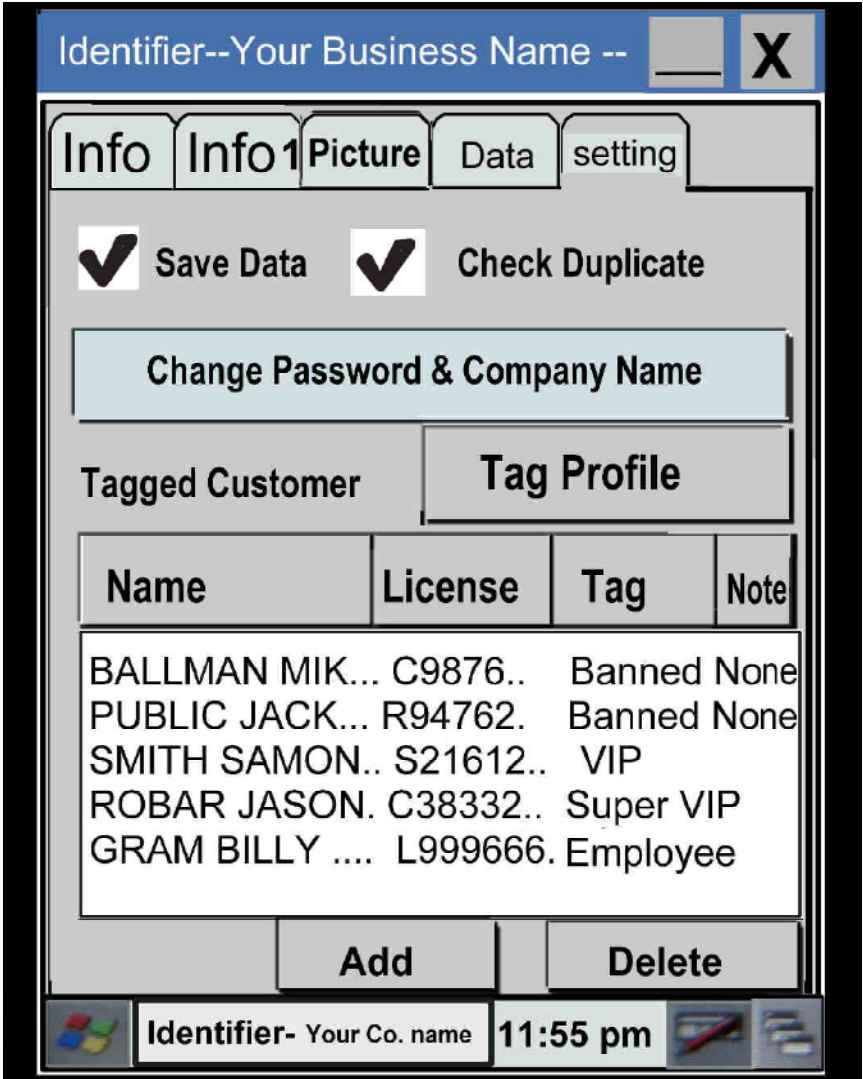 Identifier--Your Business Name -- __ X
Info Info1 Picture Data setting
Save Data Check Duplicate
Change Password & Company Name
Tagged Customer Tag Profile
Name License Tag Note
BALLMAN MIK... C9876.. Banned None
PUBLIC JACK... R94762. Banned None
SMITH SAMON.. S21612.. VIP
ROBAR JASON. C38332.. Super VIP
GRAM BILLY .... L999666. Employee
Add Delete
Identifier- Your Co. name 11:55 pm